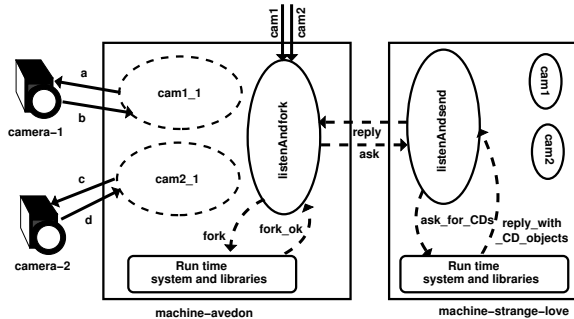 cam1
cam2
a
b
camera-1
cam1_1
listenAndfork
reply
ask
listenAndsend
cam1
cam2
c
d
camera-2
cam2_1
fork
fork_ok
ask_for_CDs
reply_with
_CD_objects
Run time
system and libraries
Run time
system and libraries
machine-avedon
machine-strange-love